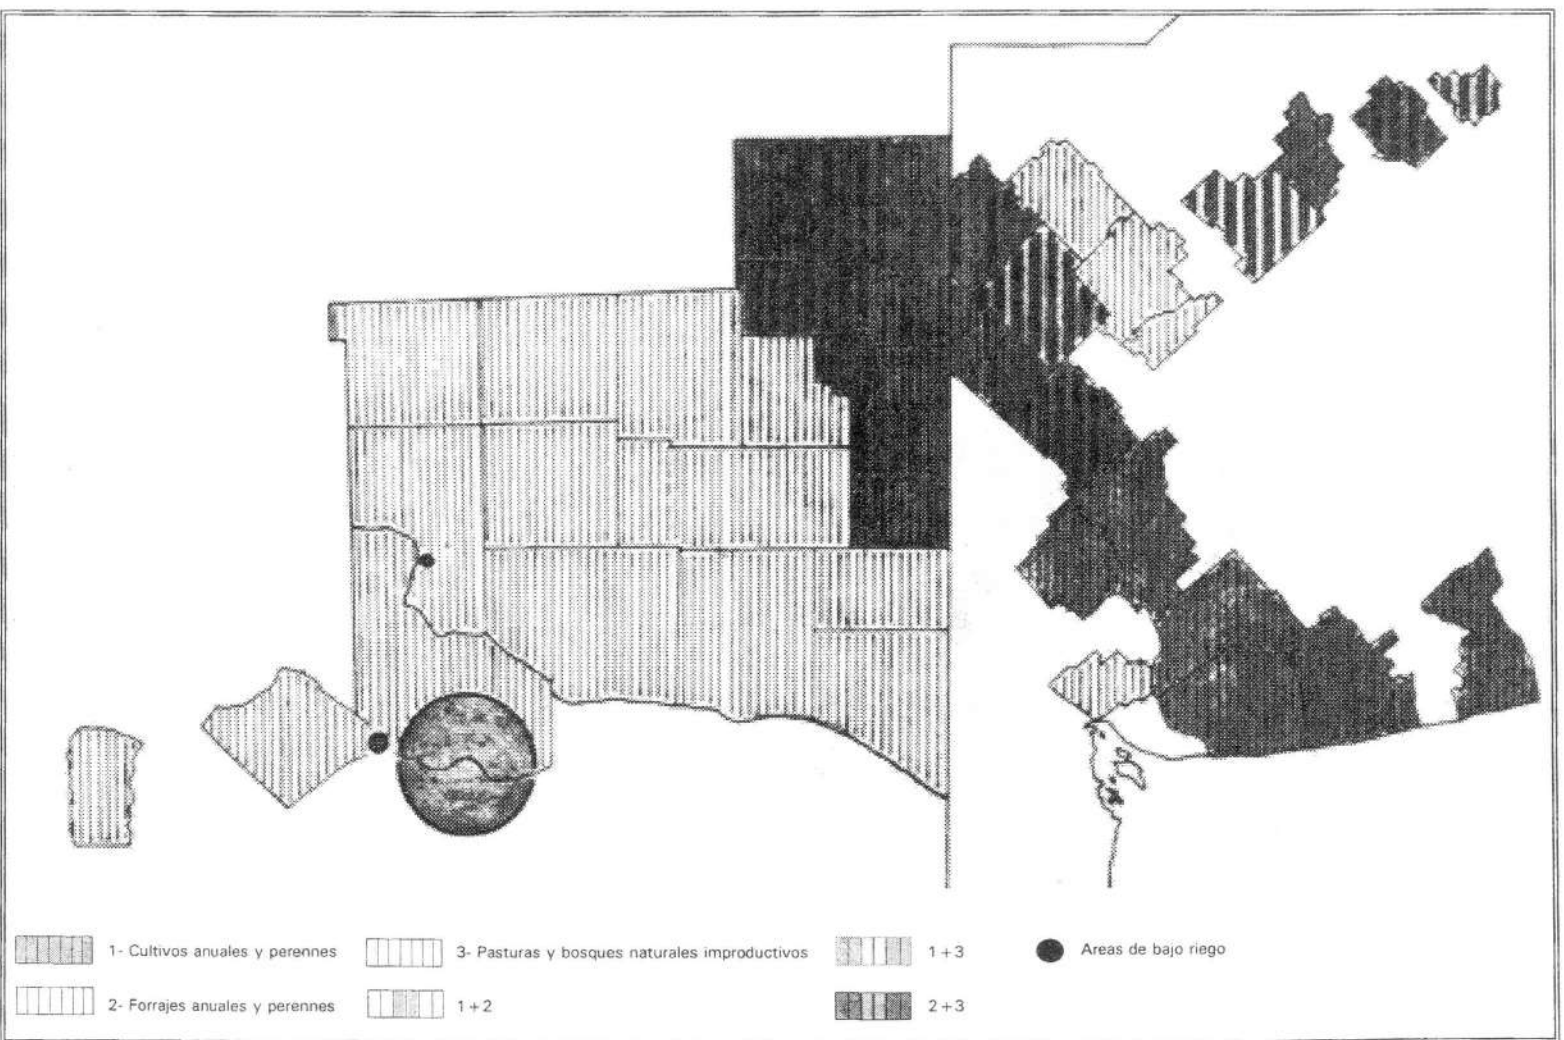 1- Cultivos anuales y perennes
3- Pasturas y bosques naturales improductivos
1+3
Areas de bajo riego
2- Forrajes anuales y perennes
1+2
2+3